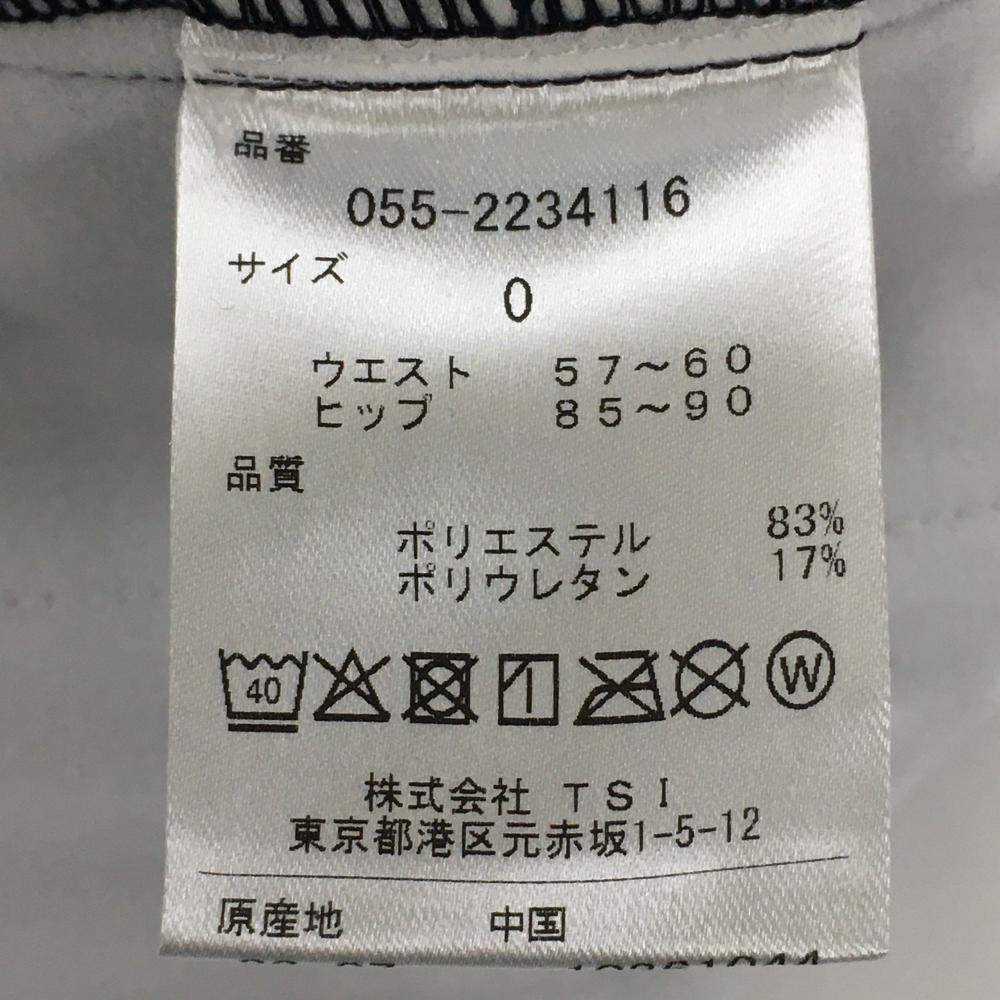 品番
055-2234116
サイズ
0
ウエスト 57〜60
ヒップ 85〜90
品質
ポリエステル 83%
ポリウレタン 17%
40 W
株式会社 TSI
東京都港区元赤坂1-5-12
原産地 中国